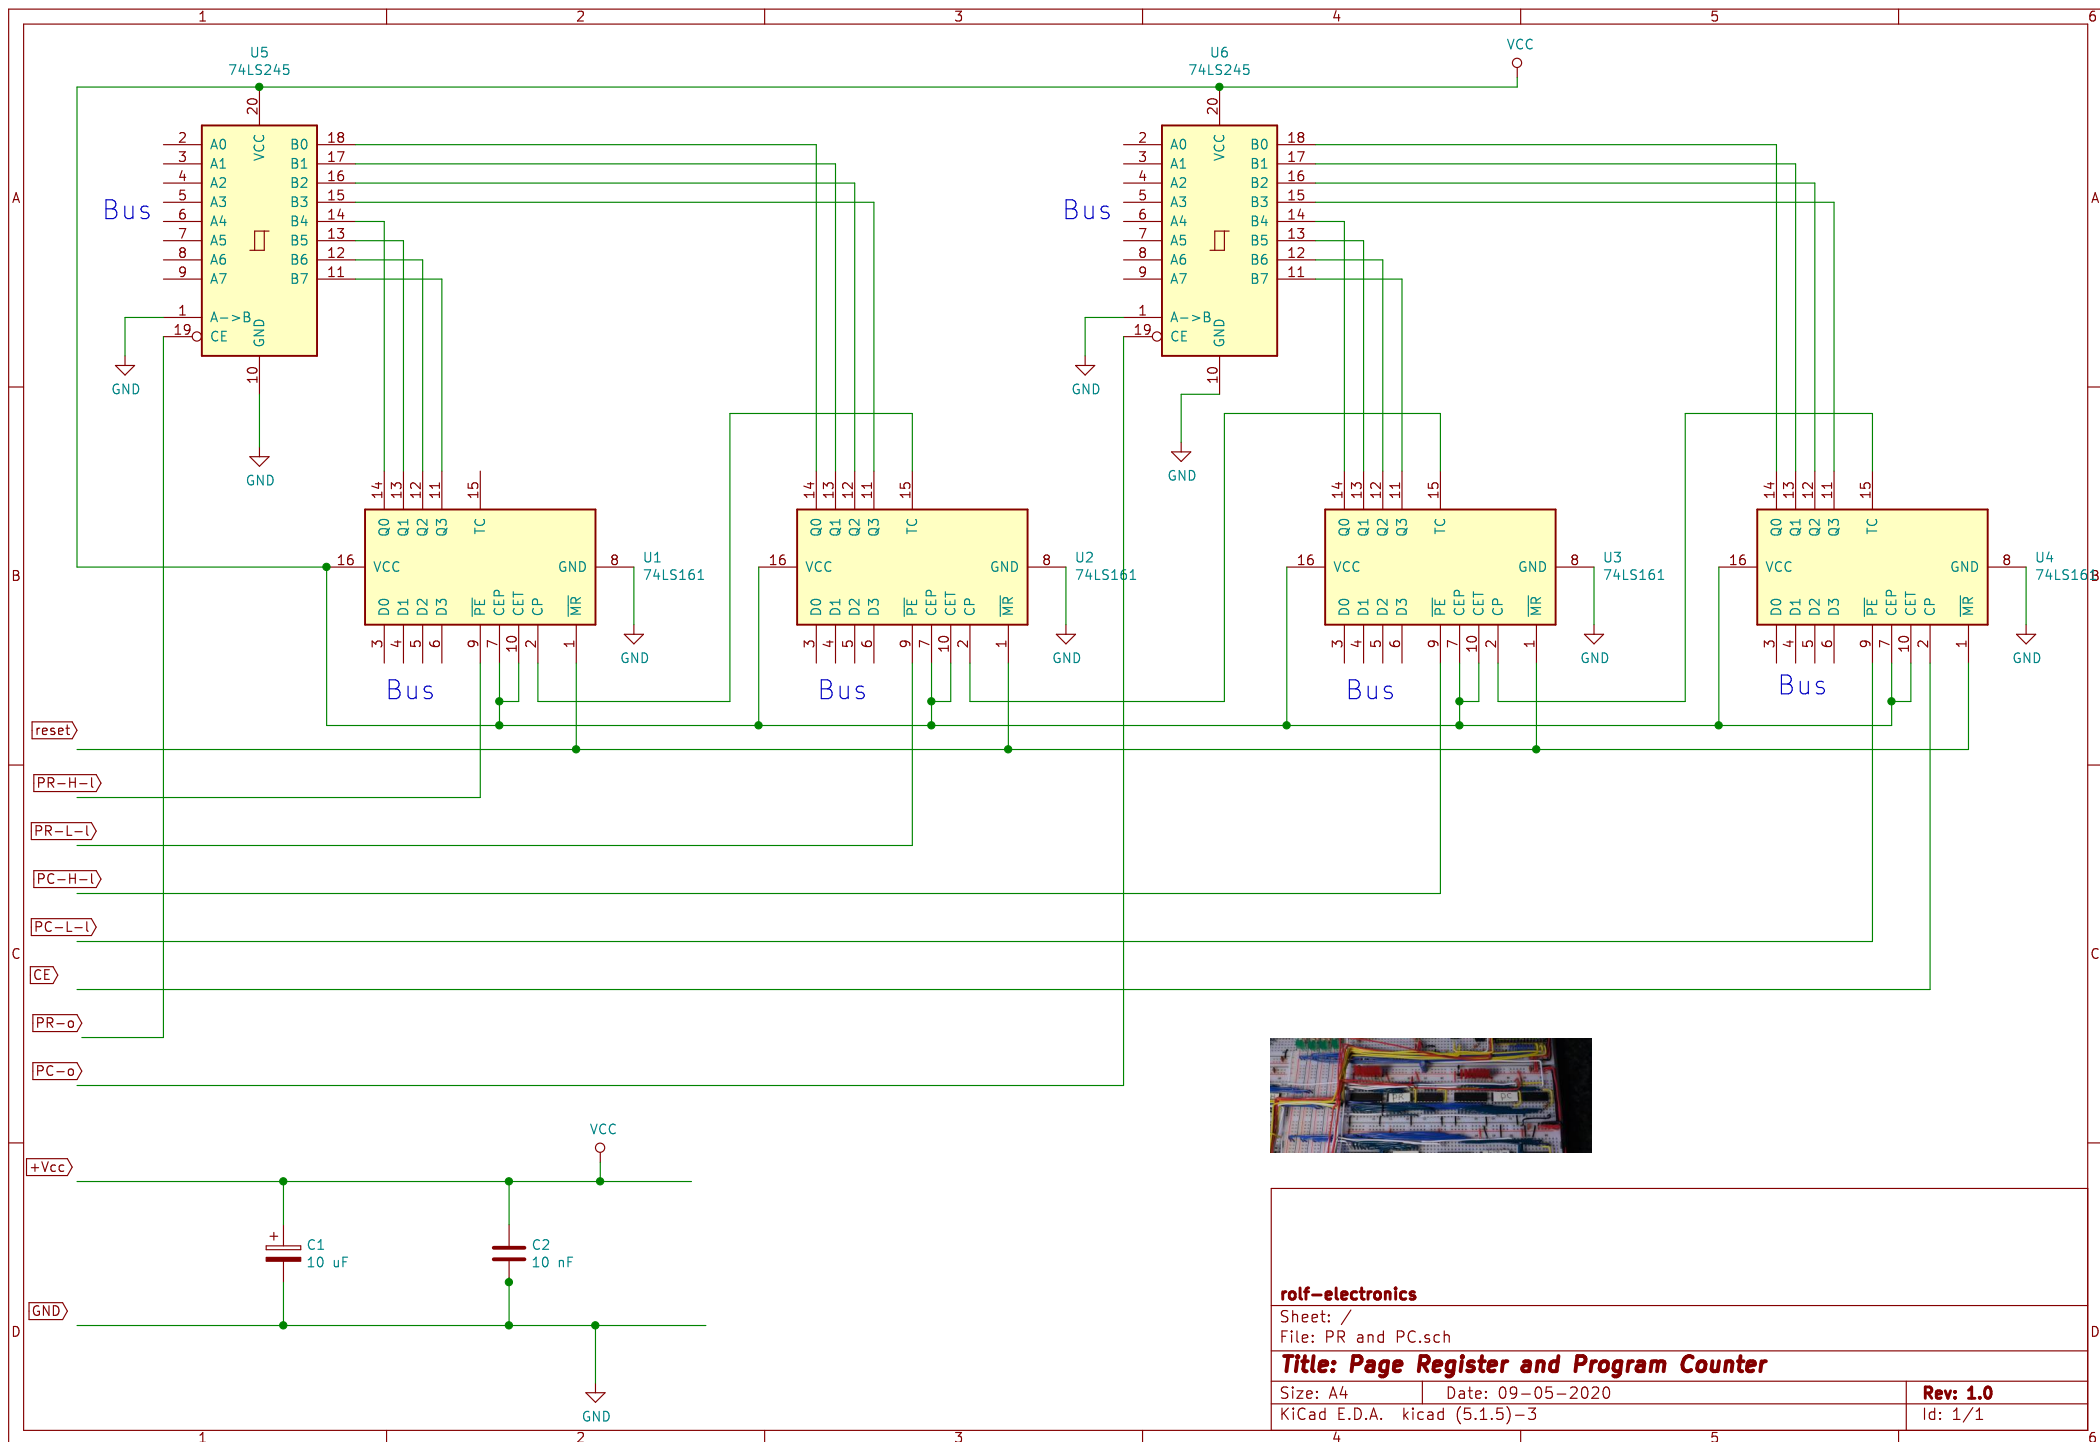 1 2 3 4 5 6
U5
74LS245
U6
74LS245
VCC
20
20
2 A0 VCC B0 18
3 A1 B1 17
4 A2 B2 16
5 A3 B3 15
6 A4 B4 14
7 A5 B5 13
8 A6 B6 12
9 A7 B7 11
1 A->B
19 CE GND
10
Bus
GND
GND
2 A0 VCC B0 18
3 A1 B1 17
4 A2 B2 16
5 A3 B3 15
6 A4 B4 14
7 A5 B5 13
8 A6 B6 12
9 A7 B7 11
1 A->B
19 CE GND
10
Bus
GND
GND
A A
14 13 12 11 15
Q0 Q1 Q2 Q3 TC
16 VCC GND 8
U1
74LS161
D0 D1 D2 D3 PE CEP CET CP MR
3 4 5 6 9 7 10 2 1
GND
Bus
14 13 12 11 15
Q0 Q1 Q2 Q3 TC
16 VCC GND 8
U2
74LS161
D0 D1 D2 D3 PE CEP CET CP MR
3 4 5 6 9 7 10 2 1
GND
Bus
14 13 12 11 15
Q0 Q1 Q2 Q3 TC
16 VCC GND 8
U3
74LS161
D0 D1 D2 D3 PE CEP CET CP MR
3 4 5 6 9 7 10 2 1
GND
Bus
14 13 12 11 15
Q0 Q1 Q2 Q3 TC
16 VCC GND 8
U4
74LS161
D0 D1 D2 D3 PE CEP CET CP MR
3 4 5 6 9 7 10 2 1
GND
Bus
B B
reset
PR-H-l
PR-L-l
PC-H-l
PC-L-l
C C
CE
PR-o
PC-o
VCC
+Vcc
+
C1
10 uF
C2
10 nF
GND
GND
D D
rolf-electronics
Sheet: /
File: PR and PC.sch
Title: Page Register and Program Counter
Size: A4 Date: 09-05-2020 Rev: 1.0
KiCad E.D.A. kicad (5.1.5)-3 Id: 1/1
1 2 3 4 5 6